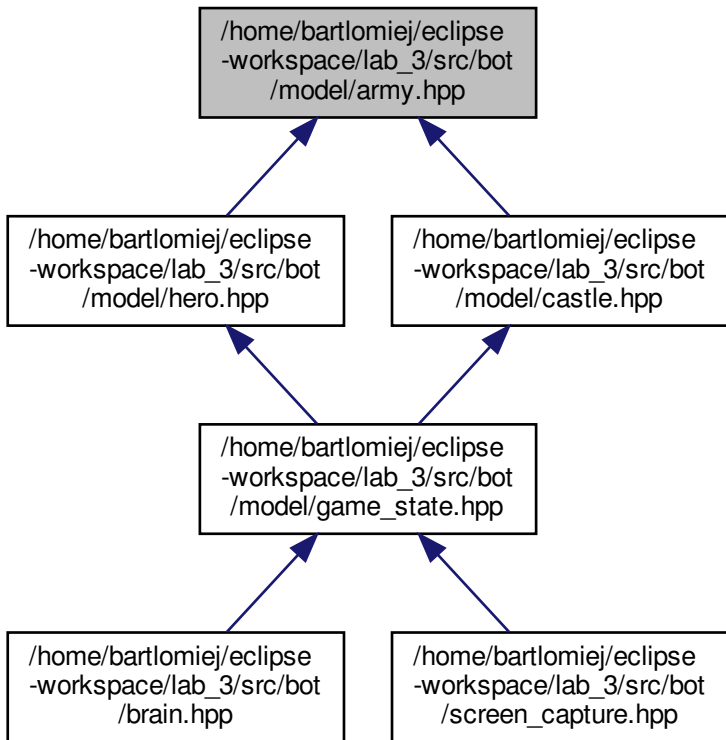 /home/bartlomiej/eclipse
-workspace/lab_3/src/bot
/model/army.hpp
/home/bartlomiej/eclipse
-workspace/lab_3/src/bot
/model/hero.hpp
/home/bartlomiej/eclipse
-workspace/lab_3/src/bot
/model/castle.hpp
/home/bartlomiej/eclipse
-workspace/lab_3/src/bot
/model/game_state.hpp
/home/bartlomiej/eclipse
-workspace/lab_3/src/bot
/brain.hpp
/home/bartlomiej/eclipse
-workspace/lab_3/src/bot
/screen_capture.hpp